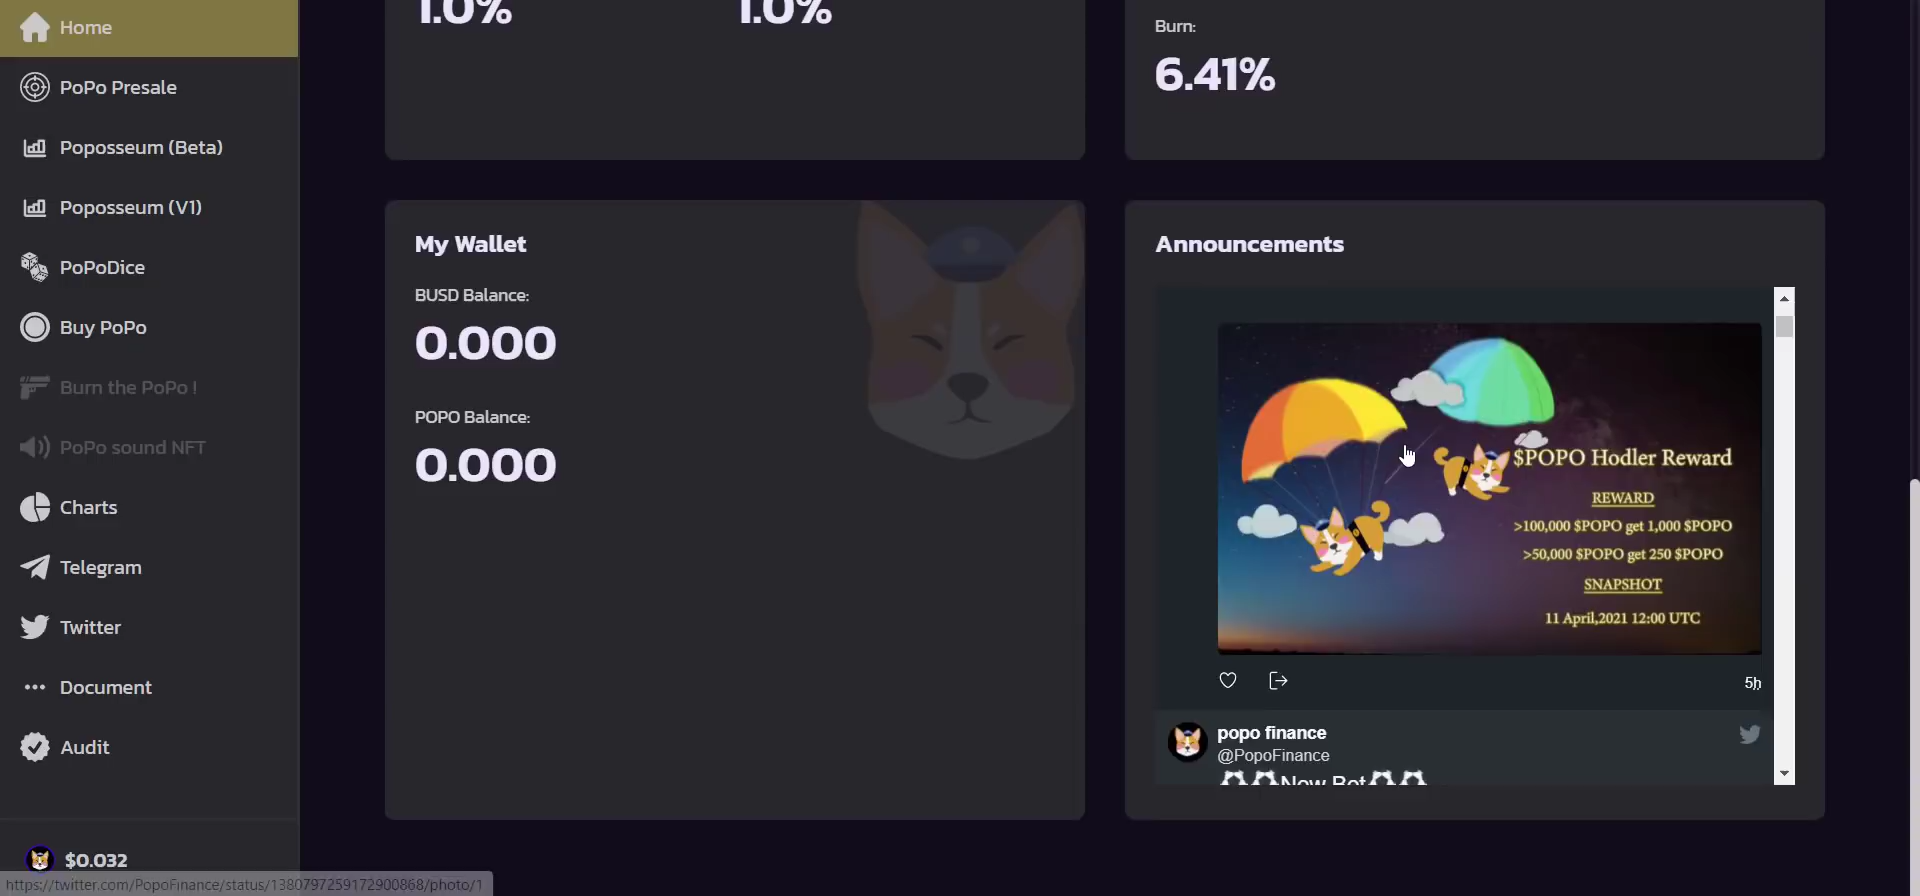 Home
PoPo Presale
Poposseum (Beta)
Poposseum (V1)
PoPoDice
Buy PoPo
Burn the PoPo !
PoPo sound NFT
Charts
Telegram
Twitter
Document
Audit
$0.032
https://twitter.com/PopoFinance/status/1380797259172900868/photo/1
1.0% 1.0%
Burn:
6.41%
My Wallet
BUSD Balance:
0.000
POPO Balance:
0.000
Announcements
$POPO Hodler Reward
REWARD
>100,000 $POPO get 1,000 $POPO
>50,000 $POPO get 250 $POPO
SNAPSHOT
11 April,2021 12:00 UTC
5h
popo finance
@PopoFinance
Now Bot